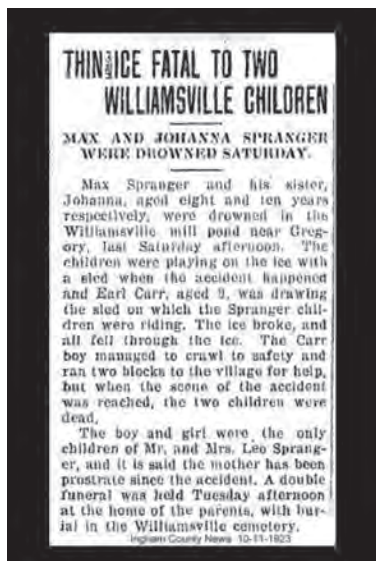 THIN ICE FATAL TO TWO
WILLIAMSVILLE CHILDREN
MAX AND JOHANNA SPRANGER
WERE DROWNED SATURDAY.
Max Spranger and his sister,
Johanna, aged eight and ten years
respectively, were drowned in the
Williamsville mill pond near Greg-
ory, last Saturday afternoon. The
children were playing on the ice with
a sled when the accident happened
and Earl Carr, aged 9, was drawing
the sled on which the Spranger chil-
dren were riding. The ice broke, and
all fell through the ice. The Carr
boy managed to crawl to safety and
ran two blocks to the village for help,
but when the scene of the accident
was reached, the two children were
dead.
The boy and girl were the only
children of Mr. and Mrs. Leo Sprang-
er, and it is said the mother has been
prostrate since the accident. A double
funeral was held Tuesday afternoon
at the home of the parents, with bur-
ial in the Williamsville cemetery.
Ingham County News 10-11-1923